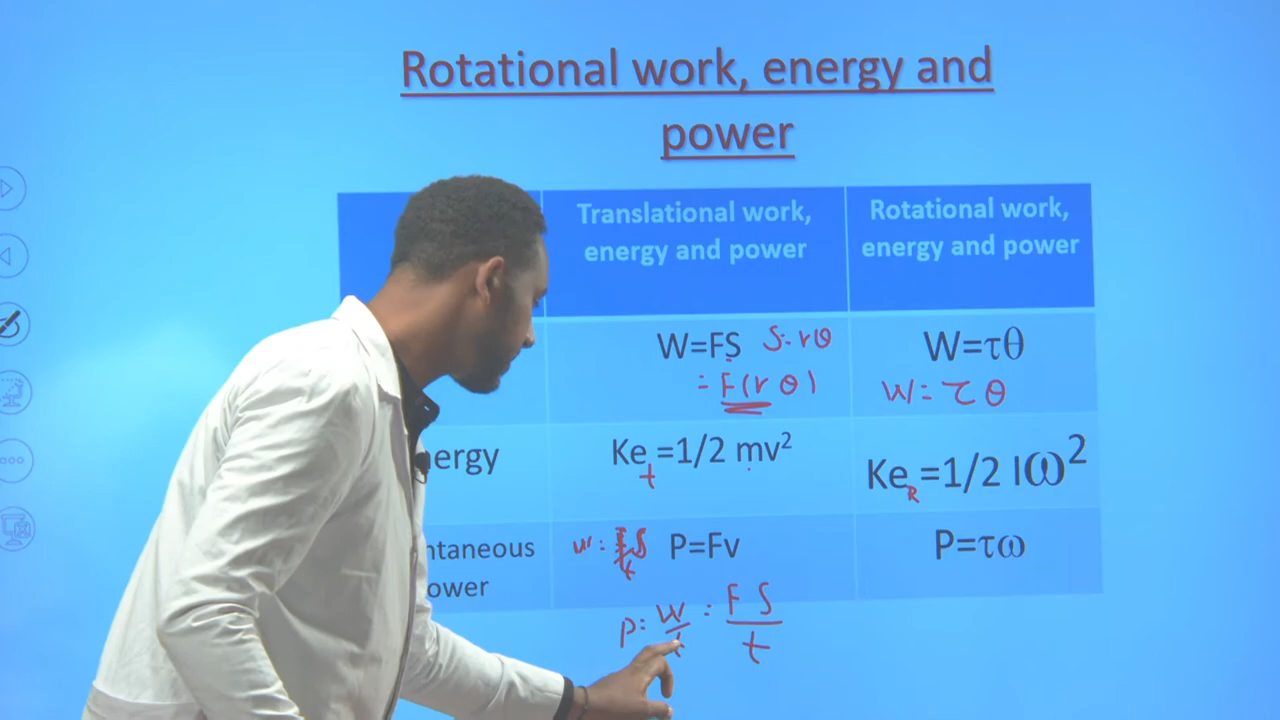 Rotational work, energy and
power
Translational work,
energy and power
Rotational work,
energy and power
W=FS S=rθ
= F(rθ)
W=τθ
W=τθ
ergy
Ke =1/2 mv²
t
Ke =1/2 Iω²
R
ntaneous
ower
P=Fv
P=τω
P=W/t=FS/t